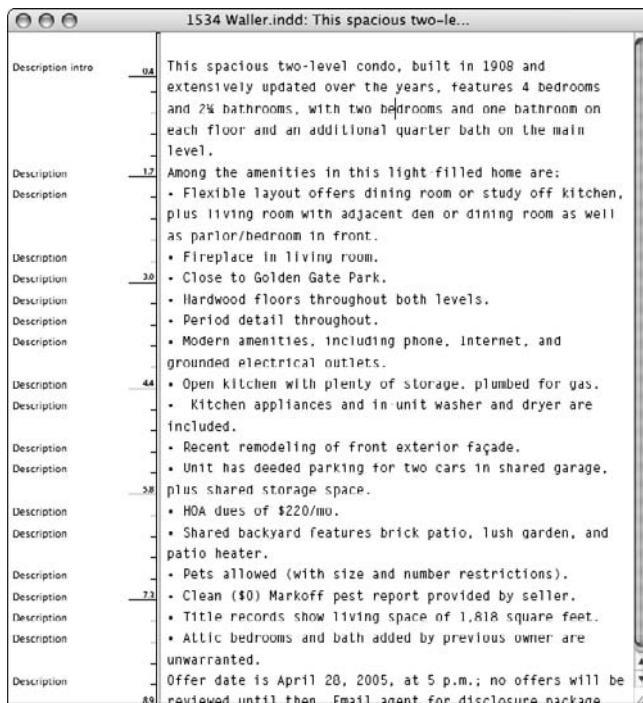 1534 Waller.indd: This spacious two-le...
Description intro 0.4 This spacious two-level condo, built in 1908 and
extensively updated over the years, features 4 bedrooms
and 2¼ bathrooms, with two bedrooms and one bathroom on
each floor and an additional quarter bath on the main
level.
Description 1.7 Among the amenities in this light-filled home are:
Description • Flexible layout offers dining room or study off kitchen,
plus living room with adjacent den or dining room as well
as parlor/bedroom in front.
Description • Fireplace in living room.
Description 3.0 • Close to Golden Gate Park.
Description • Hardwood floors throughout both levels.
Description • Period detail throughout.
Description • Modern amenities, including phone, Internet, and
grounded electrical outlets.
Description 4.4 • Open kitchen with plenty of storage, plumbed for gas.
Description • Kitchen appliances and in-unit washer and dryer are
included.
Description • Recent remodeling of front exterior façade.
Description • Unit has deeded parking for two cars in shared garage,
5.8 plus shared storage space.
Description • HOA dues of $220/mo.
Description • Shared backyard features brick patio, lush garden, and
patio heater.
Description • Pets allowed (with size and number restrictions).
Description 7.3 • Clean ($0) Markoff pest report provided by seller.
Description • Title records show living space of 1,818 square feet.
Description • Attic bedrooms and bath added by previous owner are
unwarranted.
Description Offer date is April 28, 2005, at 5 p.m.; no offers will be
8.9 reviewed until then. Email agent for disclosure package